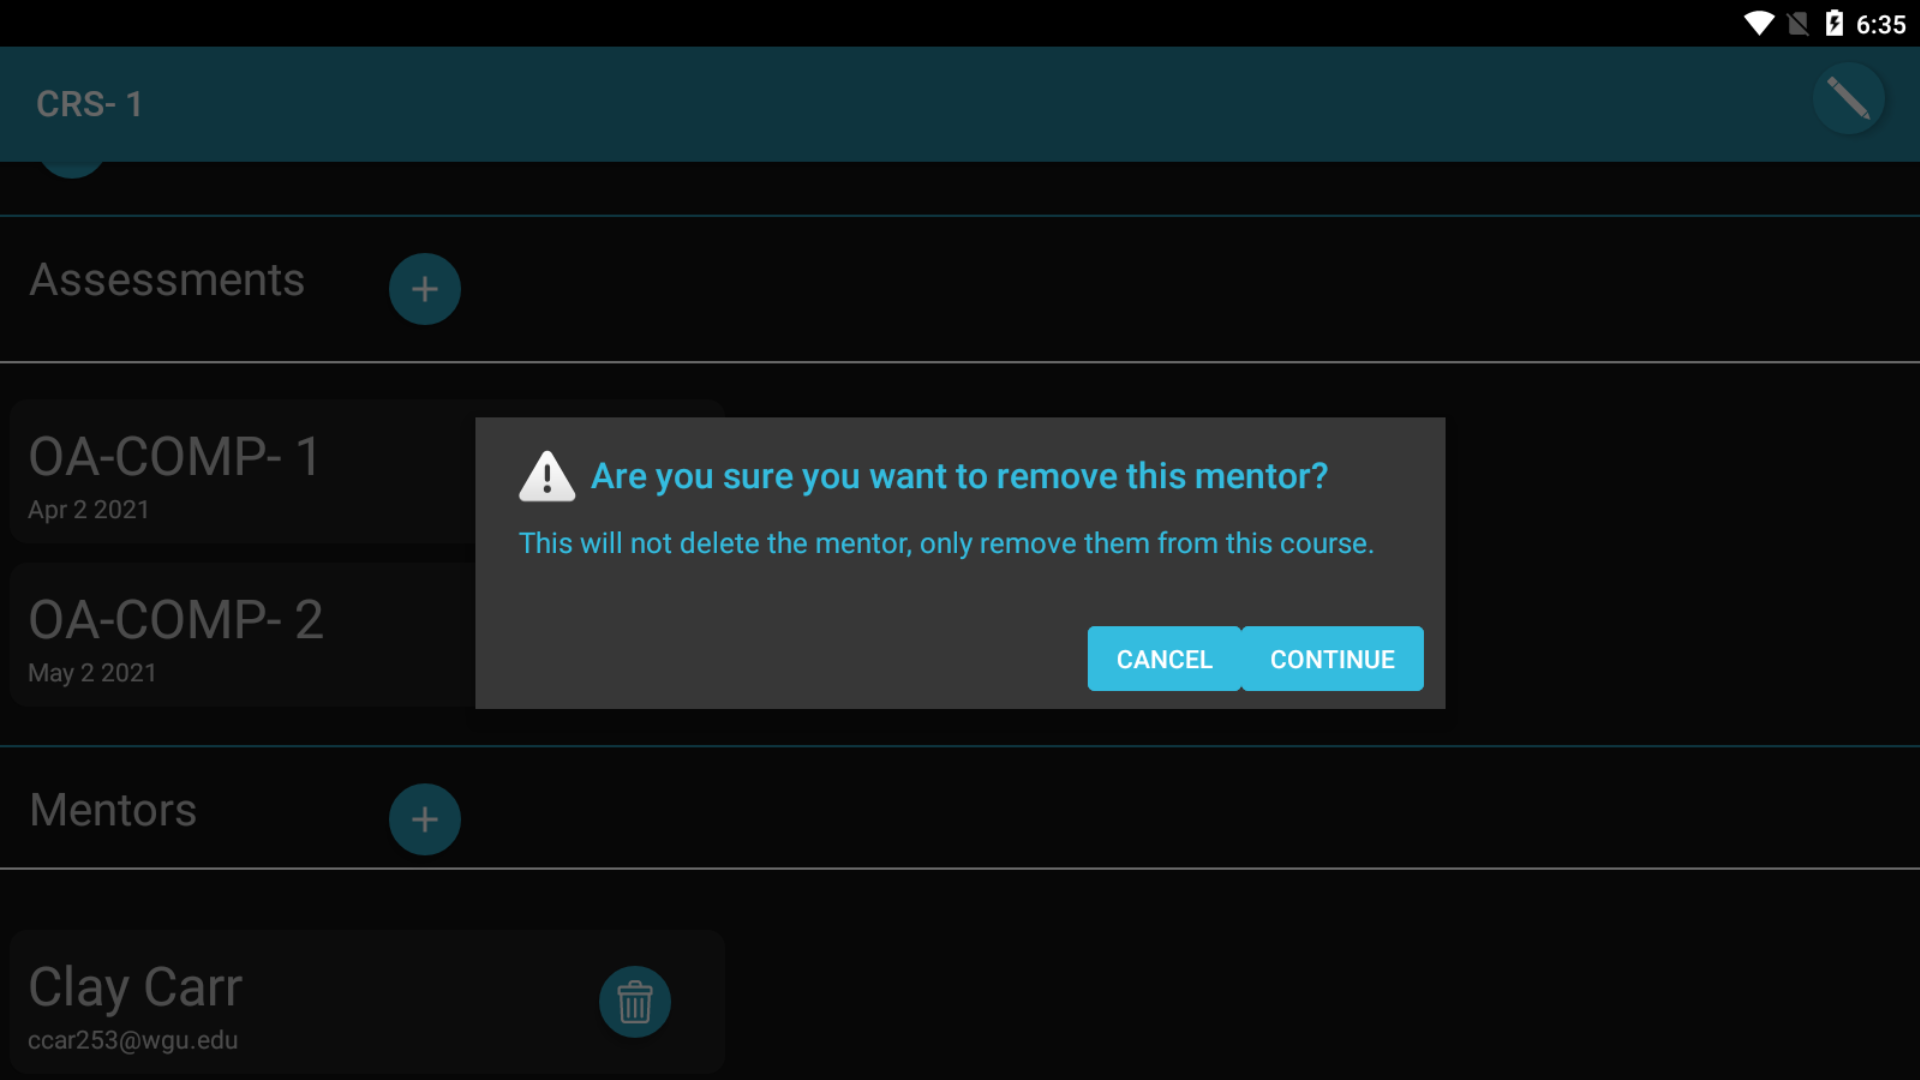 6:35
CRS- 1
Assessments
OA-COMP- 1
Apr 2 2021
Are you sure you want to remove this mentor?
This will not delete the mentor, only remove them from this course.
CANCEL CONTINUE
OA-COMP- 2
May 2 2021
Mentors
Clay Carr
ccar253@wgu.edu